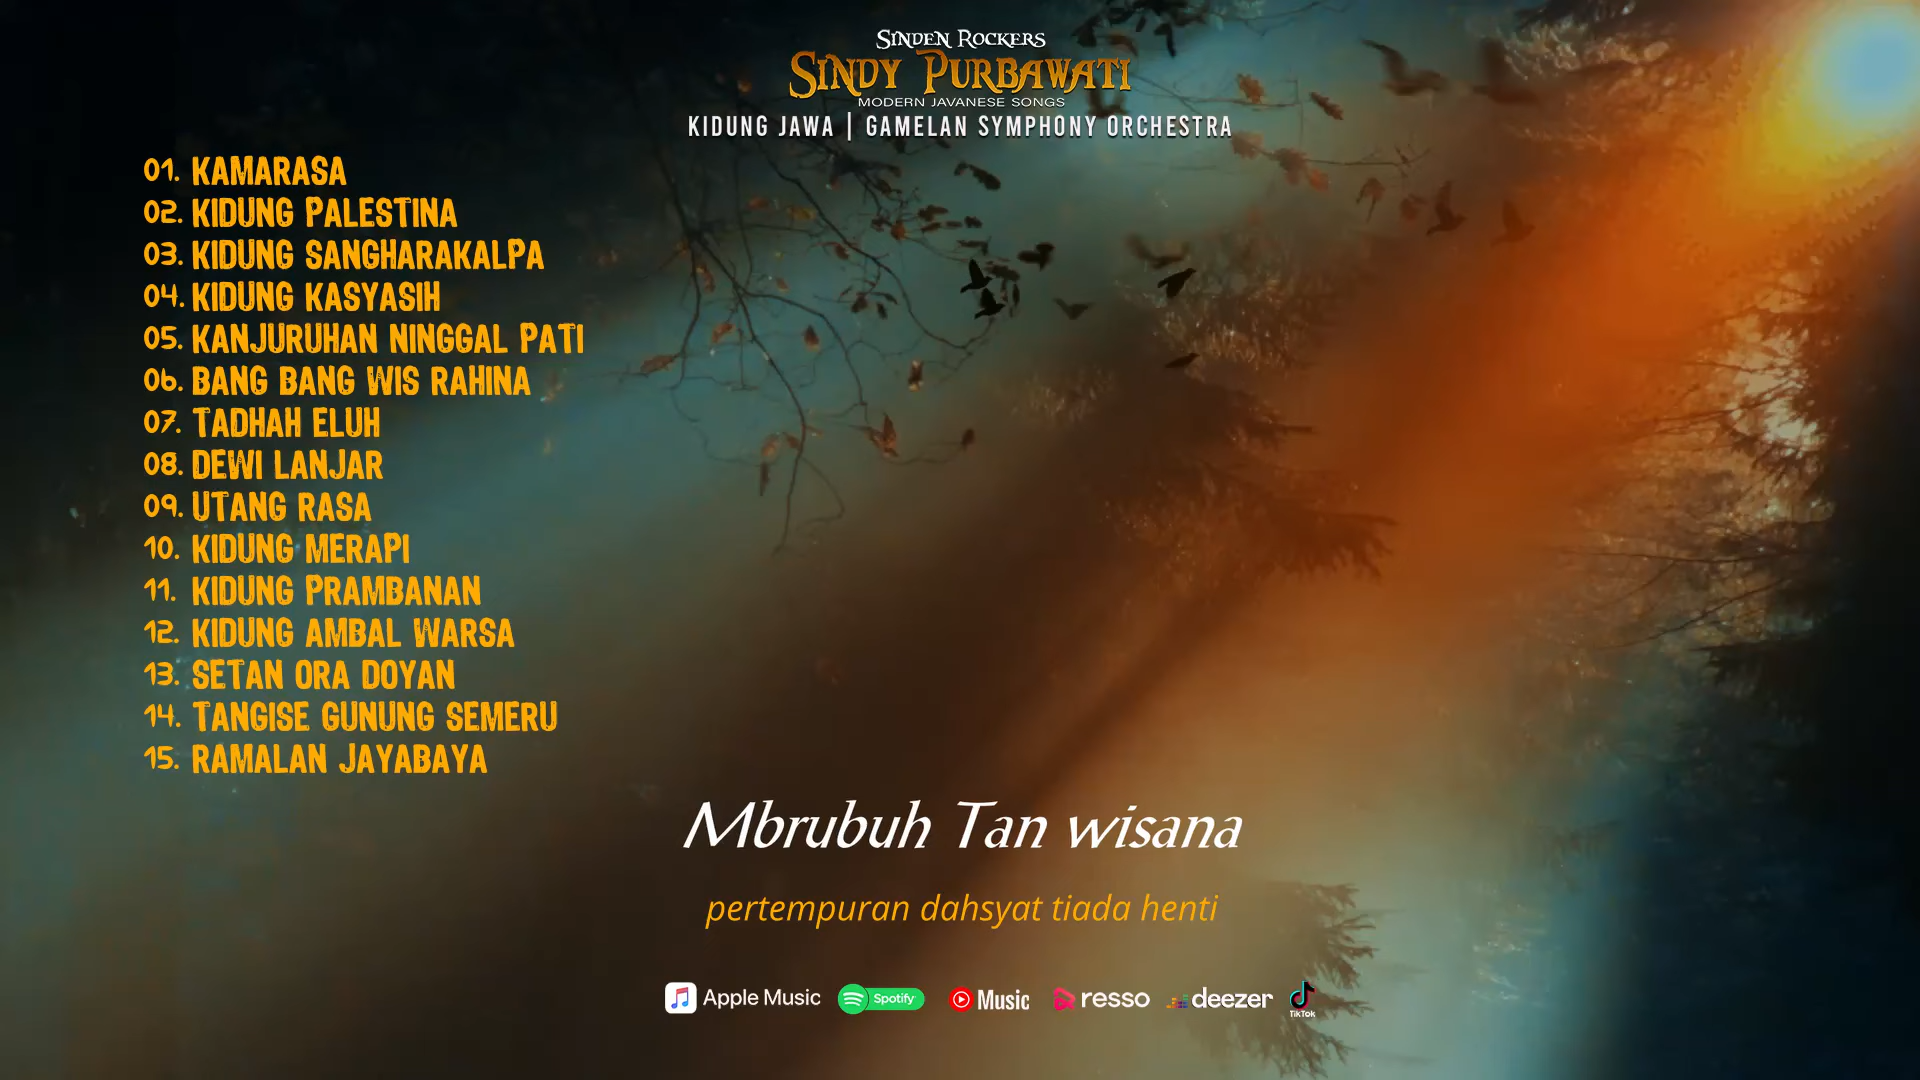 SINDEN ROCKERS
SINDY PURBAWATI
MODERN JAVANESE SONGS
KIDUNG JAWA | GAMELAN SYMPHONY ORCHESTRA
01. KAMARASA
02. KIDUNG PALESTINA
03. KIDUNG SANGHARAKALPA
04. KIDUNG KASYASIH
05. KANJURUHAN NINGGAL PATI
06. BANG BANG WIS RAHINA
07. TADHAH ELUH
08. DEWI LANJAR
09. UTANG RASA
10. KIDUNG MERAPI
11. KIDUNG PRAMBANAN
12. KIDUNG AMBAL WARSA
13. SETAN ORA DOYAN
14. TANGISE GUNUNG SEMERU
15. RAMALAN JAYABAYA
Mbrubuh Tan wisana
pertempuran dahsyat tiada henti
Apple Music Spotify Music resso deezer TikTok